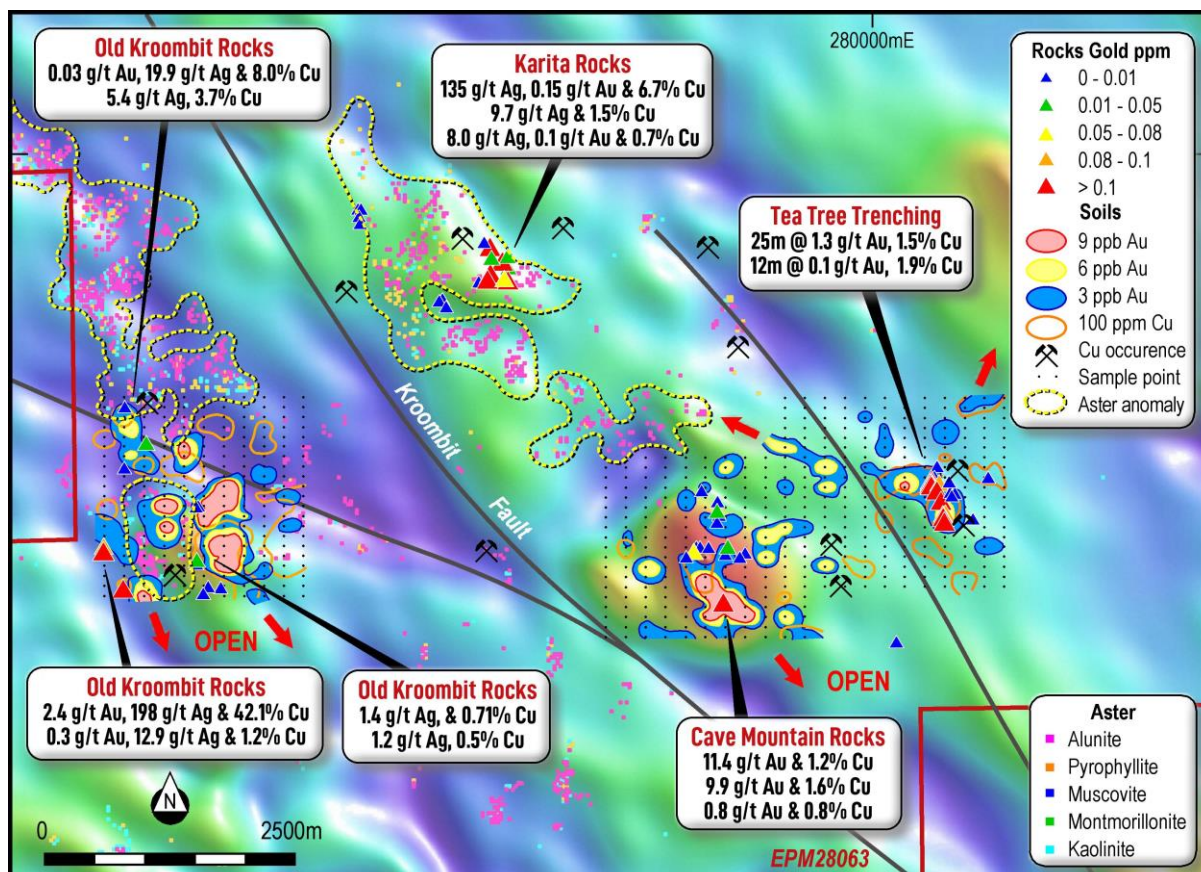 Old Kroombit Rocks
0.03 g/t Au, 19.9 g/t Ag & 8.0% Cu
5.4 g/t Ag, 3.7% Cu
Karita Rocks
135 g/t Ag, 0.15 g/t Au & 6.7% Cu
9.7 g/t Ag & 1.5% Cu
8.0 g/t Ag, 0.1 g/t Au & 0.7% Cu
280000mE
Rocks Gold ppm
0 - 0.01
0.01 - 0.05
0.05 - 0.08
0.08 - 0.1
> 0.1
Soils
9 ppb Au
6 ppb Au
3 ppb Au
100 ppm Cu
Cu occurence
Sample point
Aster anomaly
Tea Tree Trenching
25m @ 1.3 g/t Au, 1.5% Cu
12m @ 0.1 g/t Au, 1.9% Cu
Kroombit
Fault
OPEN
OPEN
Old Kroombit Rocks
2.4 g/t Au, 198 g/t Ag & 42.1% Cu
0.3 g/t Au, 12.9 g/t Ag & 1.2% Cu
Old Kroombit Rocks
1.4 g/t Ag, & 0.71% Cu
1.2 g/t Ag, 0.5% Cu
Cave Mountain Rocks
11.4 g/t Au & 1.2% Cu
9.9 g/t Au & 1.6% Cu
0.8 g/t Au & 0.8% Cu
Aster
Alunite
Pyrophyllite
Muscovite
Montmorillonite
Kaolinite
N
0
2500m
EPM28063